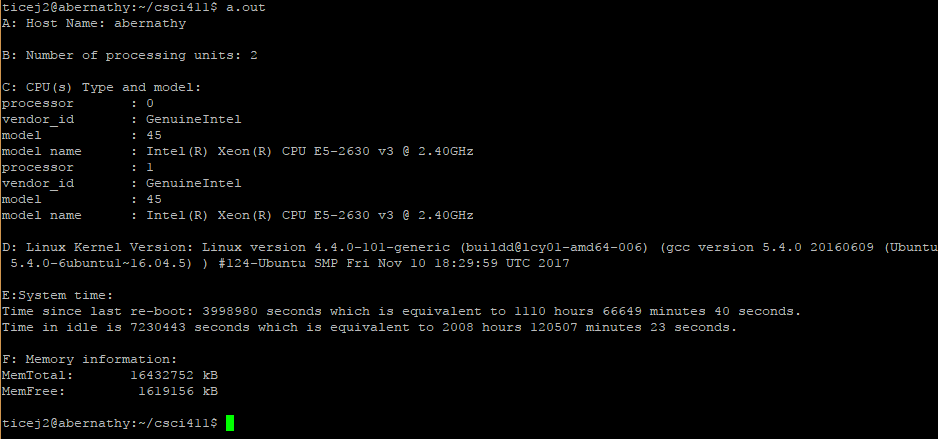 ticej2@abernathy:~/csci411$ a.out
A: Host Name: abernathy
B: Number of processing units: 2
C: CPU(s) Type and model:
processor       : 0
vendor_id       : GenuineIntel
model           : 45
model name      : Intel(R) Xeon(R) CPU E5-2630 v3 @ 2.40GHz
processor       : 1
vendor_id       : GenuineIntel
model           : 45
model name      : Intel(R) Xeon(R) CPU E5-2630 v3 @ 2.40GHz
D: Linux Kernel Version: Linux version 4.4.0-101-generic (buildd@lcy01-amd64-006) (gcc version 5.4.0 20160609 (Ubuntu
 5.4.0-6ubuntu1~16.04.5) ) #124-Ubuntu SMP Fri Nov 10 18:29:59 UTC 2017
E:System time:
Time since last re-boot: 3998980 seconds which is equivalent to 1110 hours 66649 minutes 40 seconds.
Time in idle is 7230443 seconds which is equivalent to 2008 hours 120507 minutes 23 seconds.
F: Memory information:
MemTotal:       16432752 kB
MemFree:         1619156 kB
ticej2@abernathy:~/csci411$